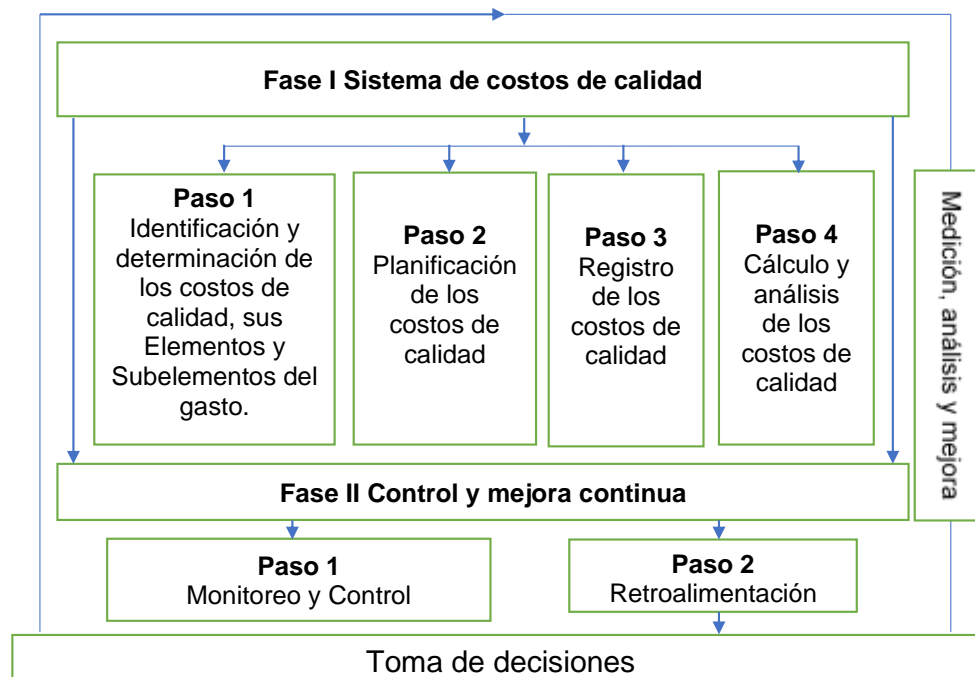 Fase I Sistema de costos de calidad
Paso 1
Identificación y
determinación de
los costos de
calidad, sus
Elementos y
Subelementos del
gasto.
Paso 2
Planificación
de los
costos de
calidad
Paso 3
Registro
de los
costos de
calidad
Paso 4
Cálculo y
análisis
de los
costos de
calidad
Medición, análisis y mejora
Fase II Control y mejora continua
Paso 1
Monitoreo y Control
Paso 2
Retroalimentación
Toma de decisiones